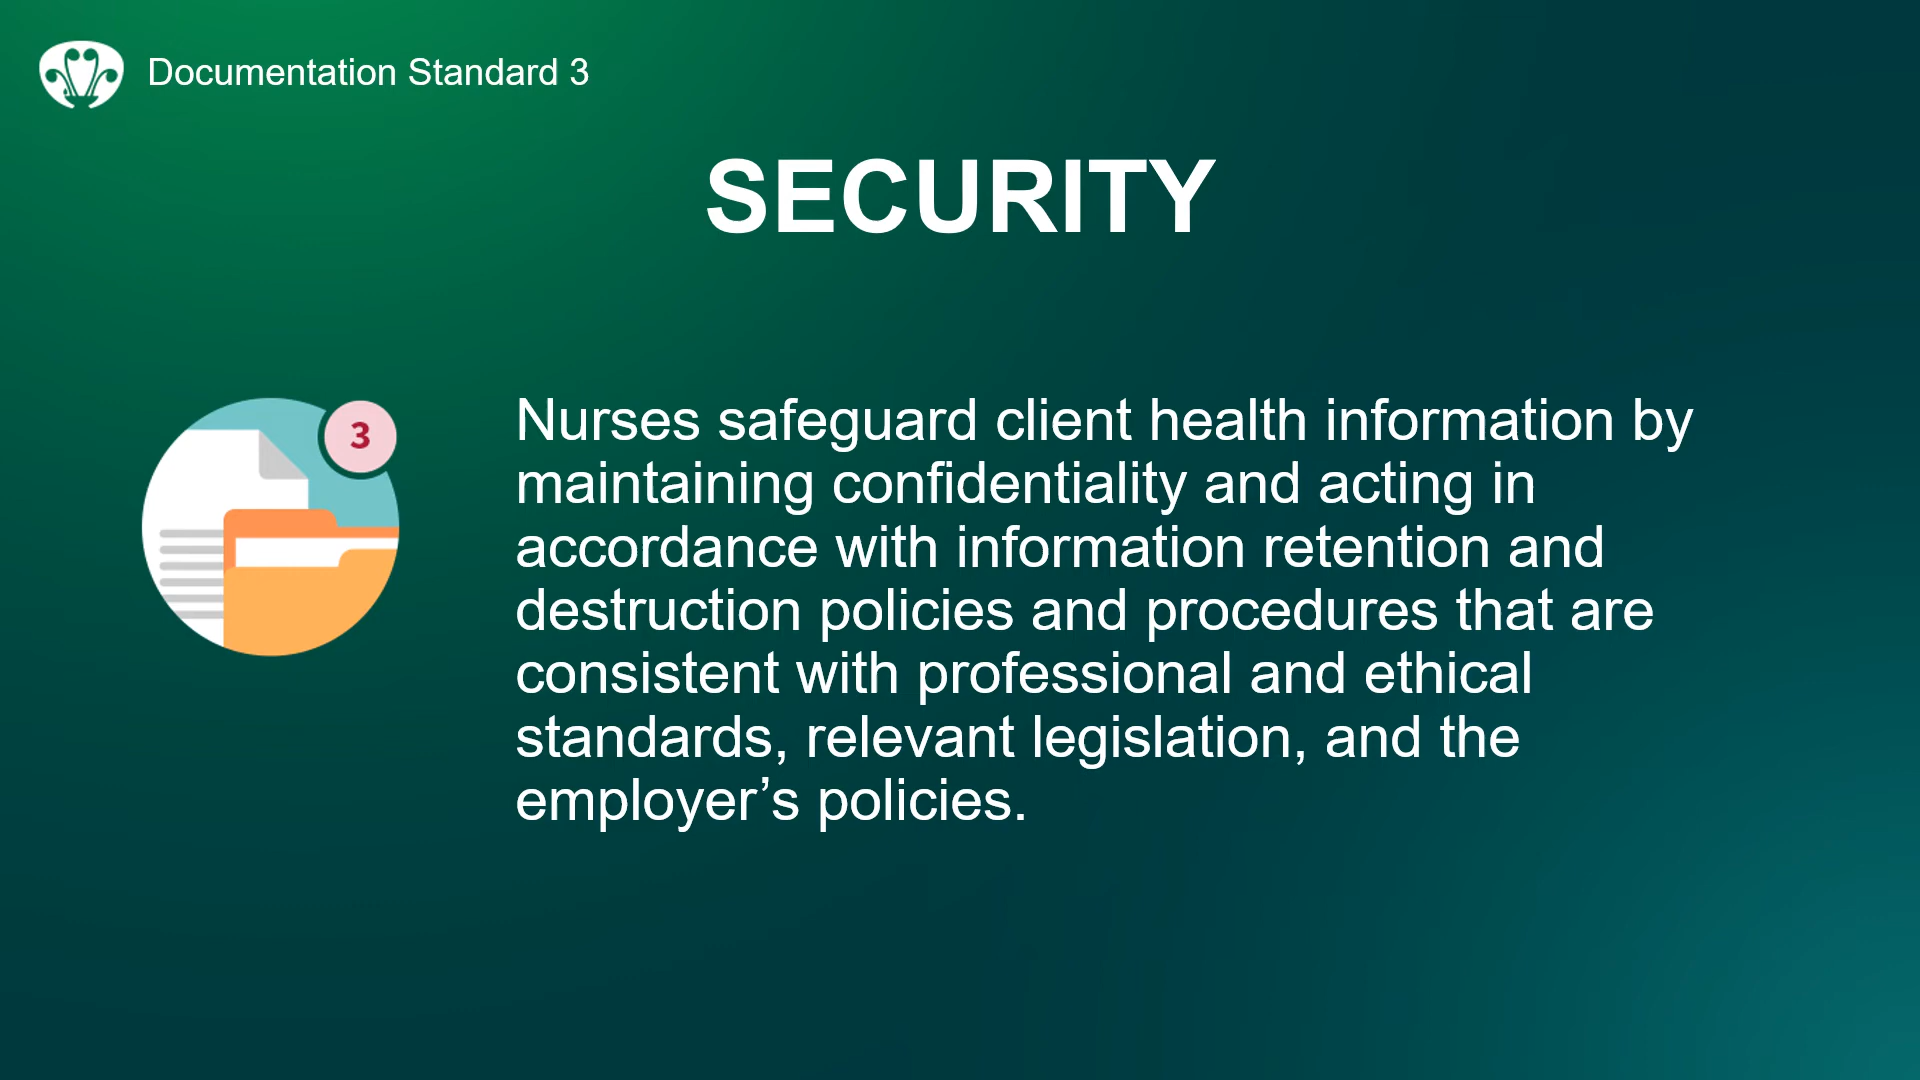 Documentation Standard 3
SECURITY
3
Nurses safeguard client health information by
maintaining confidentiality and acting in
accordance with information retention and
destruction policies and procedures that are
consistent with professional and ethical
standards, relevant legislation, and the
employer’s policies.